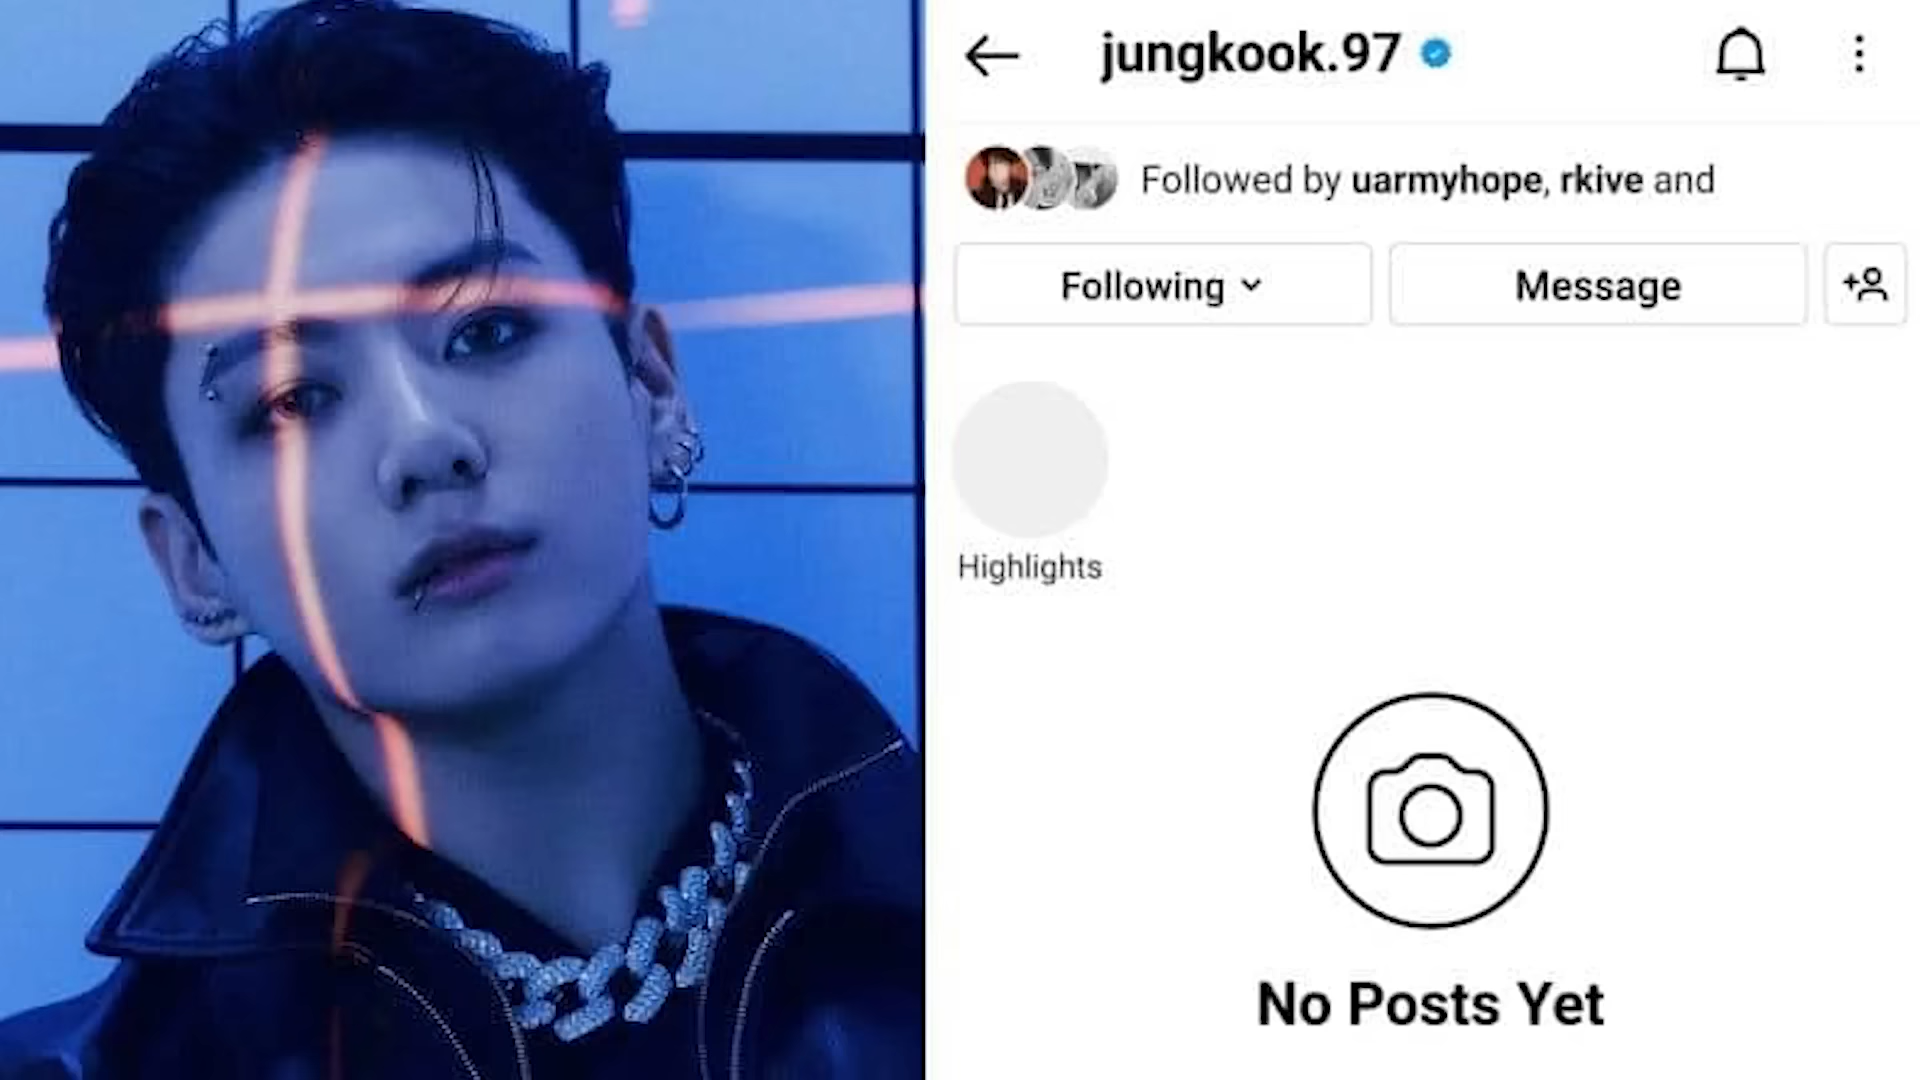 jungkook.97
Followed by uarmyhope, rkive and
Following
Message
Highlights
No Posts Yet